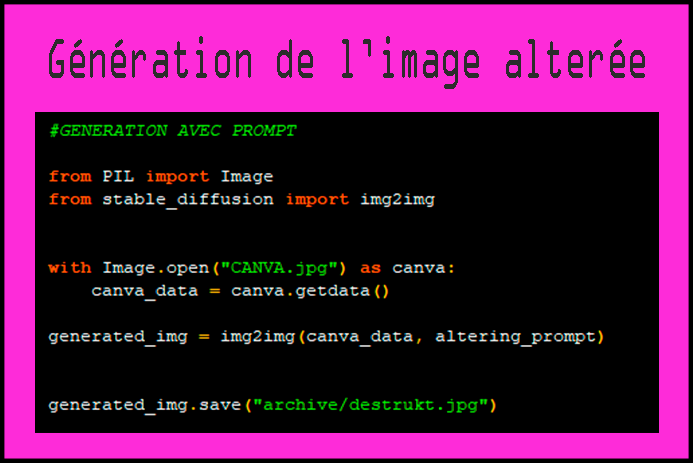 Génération de l'image alterée
#GENERATION AVEC PROMPT
from PIL import Image
from stable_diffusion import img2img
with Image.open("CANVA.jpg") as canva:
    canva_data = canva.getdata()
generated_img = img2img(canva_data, altering_prompt)
generated_img.save("archive/destrukt.jpg")